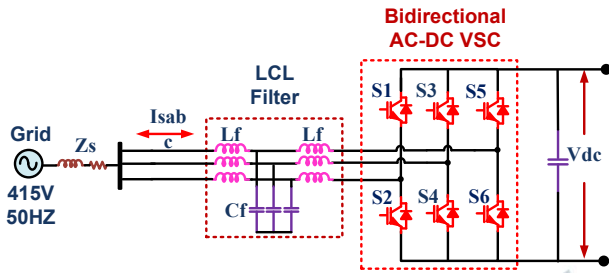 Bidirectional
AC-DC VSC
LCL
Filter
S1
S3
S5
Isab
c
Lf
Lf
Grid
Zs
Vdc
415V
50HZ
Cf
S2
S4
S6